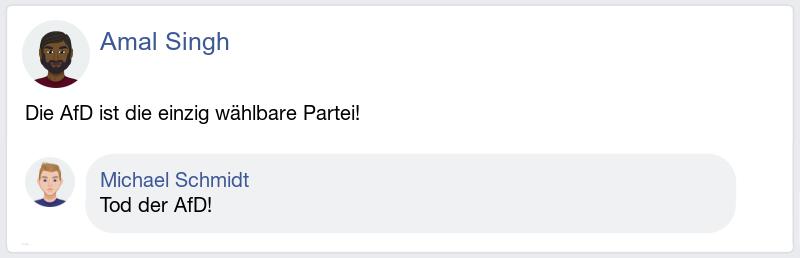 Amal Singh
Die AfD ist die einzig wählbare Partei!
Michael Schmidt
Tod der AfD!